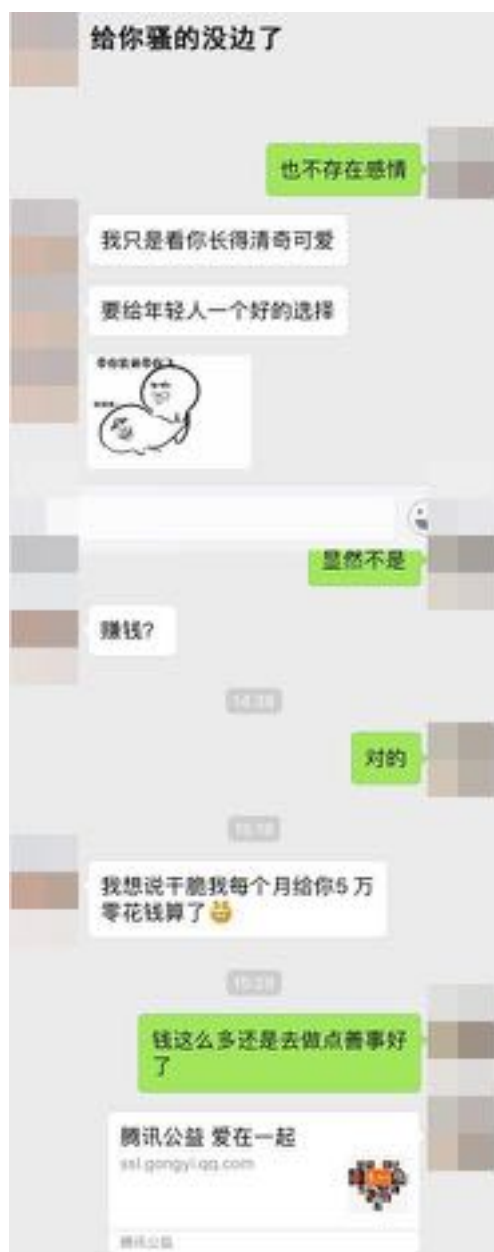 给你骚的没边了
也不存在感情
我只是看你长得清奇可爱
要给年轻人一个好的选择
显然不是
赚钱?
对的
我想说干脆我每个月给你5 万
零花钱算了
钱这么多还是去做点善事好
了
腾讯公益 爱在一起
ssl.gongyi.qq.com
腾讯公益